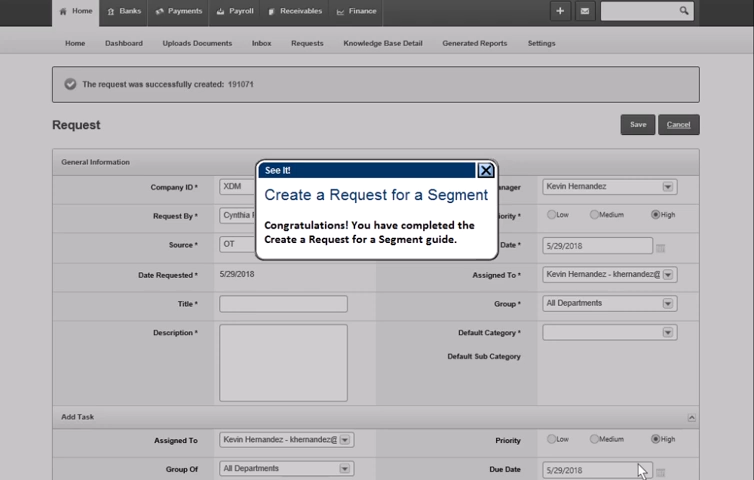 Home Banks Payments Payroll Receivables Finance
Home Dashboard Uploads Documents Inbox Requests Knowledge Base Detail Generated Reports Settings
The request was successfully created: 191071
Request Save Cancel
General Information
See It!
Create a Request for a Segment
Congratulations! You have completed the
Create a Request for a Segment guide.
Company ID * XDM Kevin Hernandez
Request By * Cynthia Low Medium High
Source * OT Date * 5/29/2018
Date Requested * 5/29/2018 Assigned To * Kevin Hernandez - khernandez@
Title * Group * All Departments
Description * Default Category *
Default Sub Category
Add Task
Assigned To Kevin Hernandez - khernandez@ Priority Low Medium High
Group Of All Departments Due Date 5/29/2018